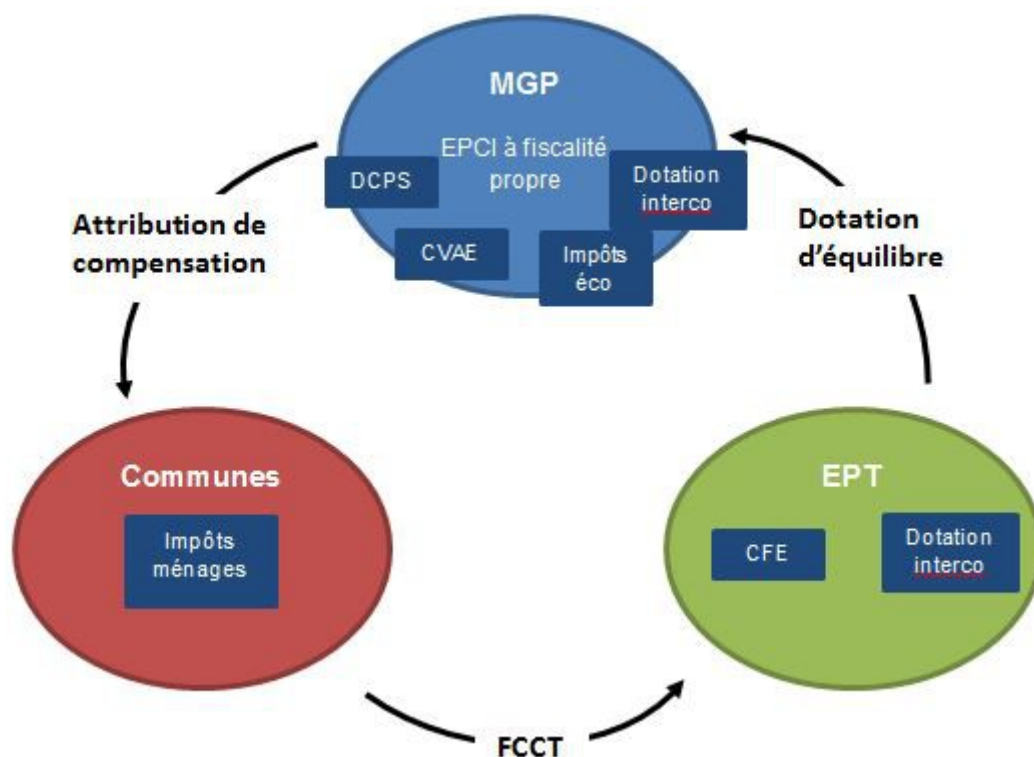 MGP
EPCI à fiscalité
propre
DCPS
Dotation
interco
CVAE
Impôts
éco
Attribution de
compensation
Dotation
d’équilibre
Communes
Impôts
ménages
EPT
CFE
Dotation
interco
FCCT